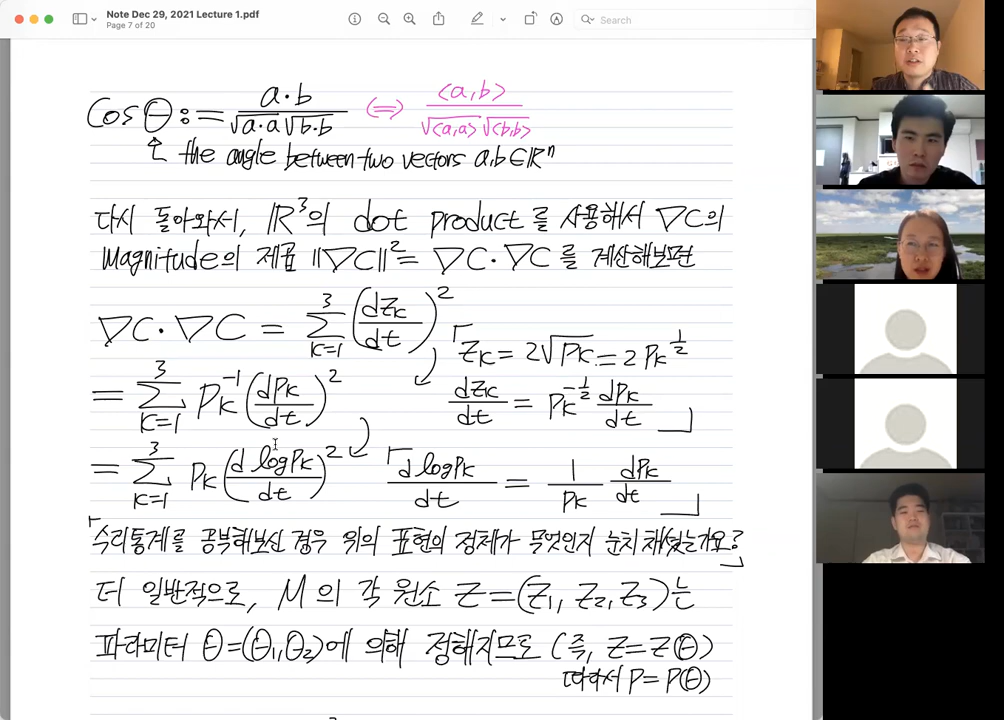 Note Dec 29, 2021 Lecture 1.pdf
Page 7 of 20
Search
Cos Θ := a·b / √a·a √b·b ⟺ <a,b> / √<a,a> √<b,b>
the angle between two vectors a,b ∈ ℝⁿ
다시 돌아와서, ℝ³의 dot product를 사용해서 ∇C의
Magnitude의 제곱 ‖∇C‖² = ∇C·∇C를 계산해보면
∇C·∇C = Σ_{K=1}^{3} (dZ_K/dt)²
「Z_K = 2√P_K = 2P_K^{1/2}
= Σ_{K=1}^{3} P_K^{-1} (dP_K/dt)²
dZ_K/dt = P_K^{-1/2} dP_K/dt 」
= Σ_{K=1}^{3} P_K (d log P_K/dt)² 「d log P_K/dt = 1/P_K dP_K/dt 」
「수리통계를 공부해보신 경우 위의 표현의 정체가 무엇인지 눈치 채셨는가요?」
더 일반적으로, M의 각 원소 Z=(Z₁, Z₂, Z₃)는
파라미터 Θ=(Θ₁,Θ₂)에 의해 정해지므로 (즉, Z=Z(Θ)
따라서 P=P(Θ)